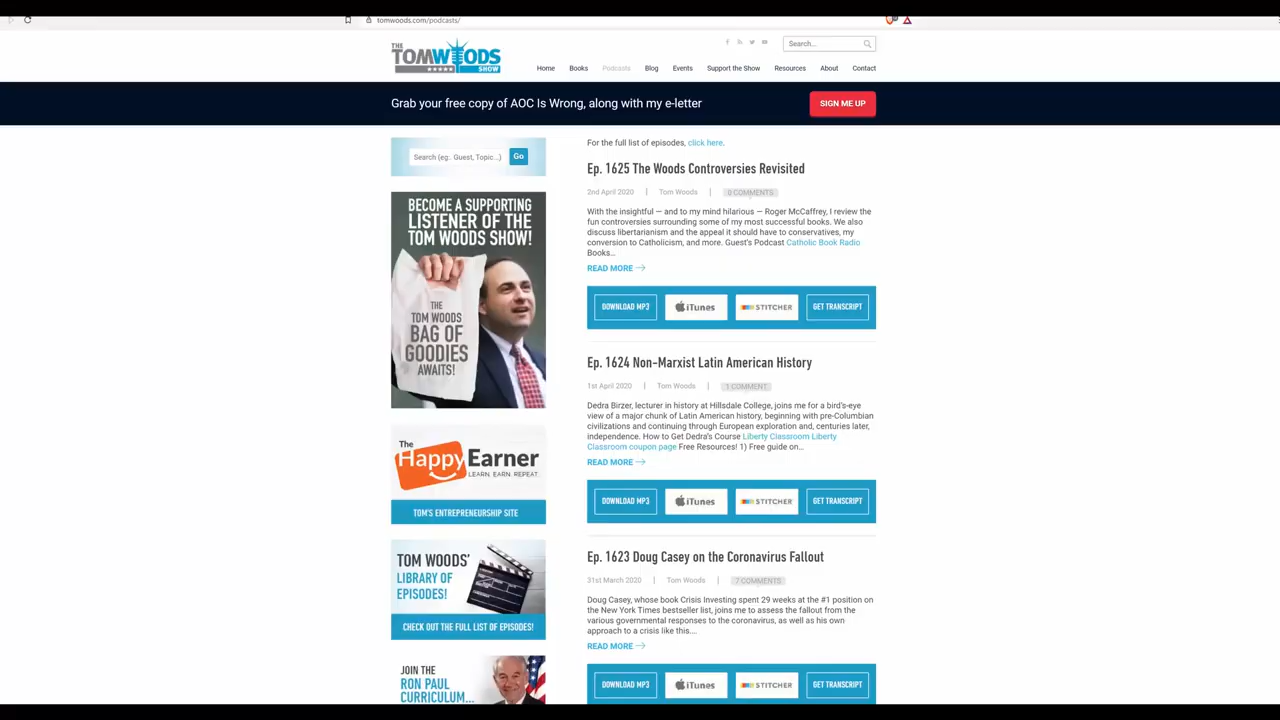 tomwoods.com/podcasts/
THE
TOM WOODS
SHOW
Search...
Home Books Podcasts Blog Events Support the Show Resources About Contact
Grab your free copy of AOC Is Wrong, along with my e-letter
SIGN ME UP
Search (eg.. Guest, Topic...) Go
BECOME A SUPPORTING
LISTENER OF THE
TOM WOODS SHOW!
THE
TOM WOODS
BAG OF
GOODIES
AWAITS!
The
Happy Earner
LEARN. EARN. REPEAT.
TOM'S ENTREPRENEURSHIP SITE
TOM WOODS'
LIBRARY OF
EPISODES!
CHECK OUT THE FULL LIST OF EPISODES!
JOIN THE
RON PAUL
CURRICULUM...
For the full list of episodes, click here.
Ep. 1625 The Woods Controversies Revisited
2nd April 2020 | Tom Woods | 0 COMMENTS
With the insightful — and to my mind hilarious — Roger McCaffrey, I review the
fun controversies surrounding some of my most successful books. We also
discuss libertarianism and the appeal it should have to conservatives, my
conversion to Catholicism, and more. Guest's Podcast Catholic Book Radio
Books...
READ MORE
DOWNLOAD MP3 iTunes STITCHER GET TRANSCRIPT
Ep. 1624 Non-Marxist Latin American History
1st April 2020 | Tom Woods | 1 COMMENT
Dedra Birzer, lecturer in history at Hillsdale College, joins me for a bird's-eye
view of a major chunk of Latin American history, beginning with pre-Columbian
civilizations and continuing through European exploration and, centuries later,
independence. How to Get Dedra's Course Liberty Classroom Liberty
Classroom coupon page Free Resources! 1) Free guide on...
READ MORE
DOWNLOAD MP3 iTunes STITCHER GET TRANSCRIPT
Ep. 1623 Doug Casey on the Coronavirus Fallout
31st March 2020 | Tom Woods | 7 COMMENTS
Doug Casey, whose book Crisis Investing spent 29 weeks at the #1 position on
the New York Times bestseller list, joins me to assess the fallout from the
various governmental responses to the coronavirus, as well as his own
approach to a crisis like this....
READ MORE
DOWNLOAD MP3 iTunes STITCHER GET TRANSCRIPT